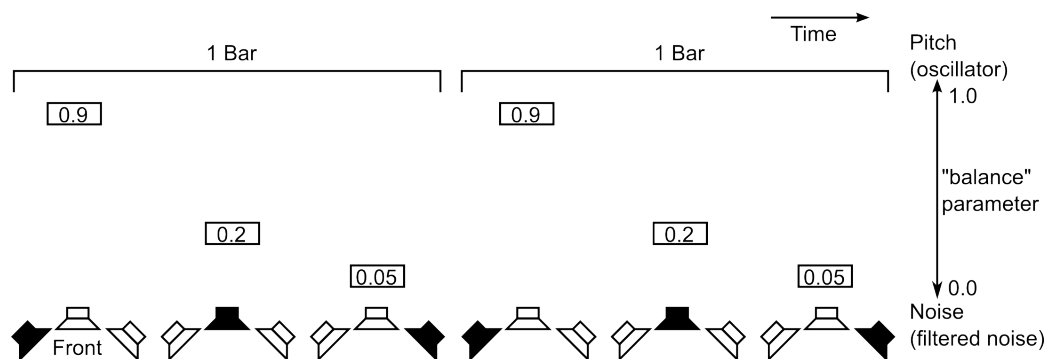 Time
1 Bar
1 Bar
Pitch
(oscillator)
1.0
0.9
0.9
"balance"
parameter
0.2
0.2
0.05
0.05
0.0
Noise
(filtered noise)
Front